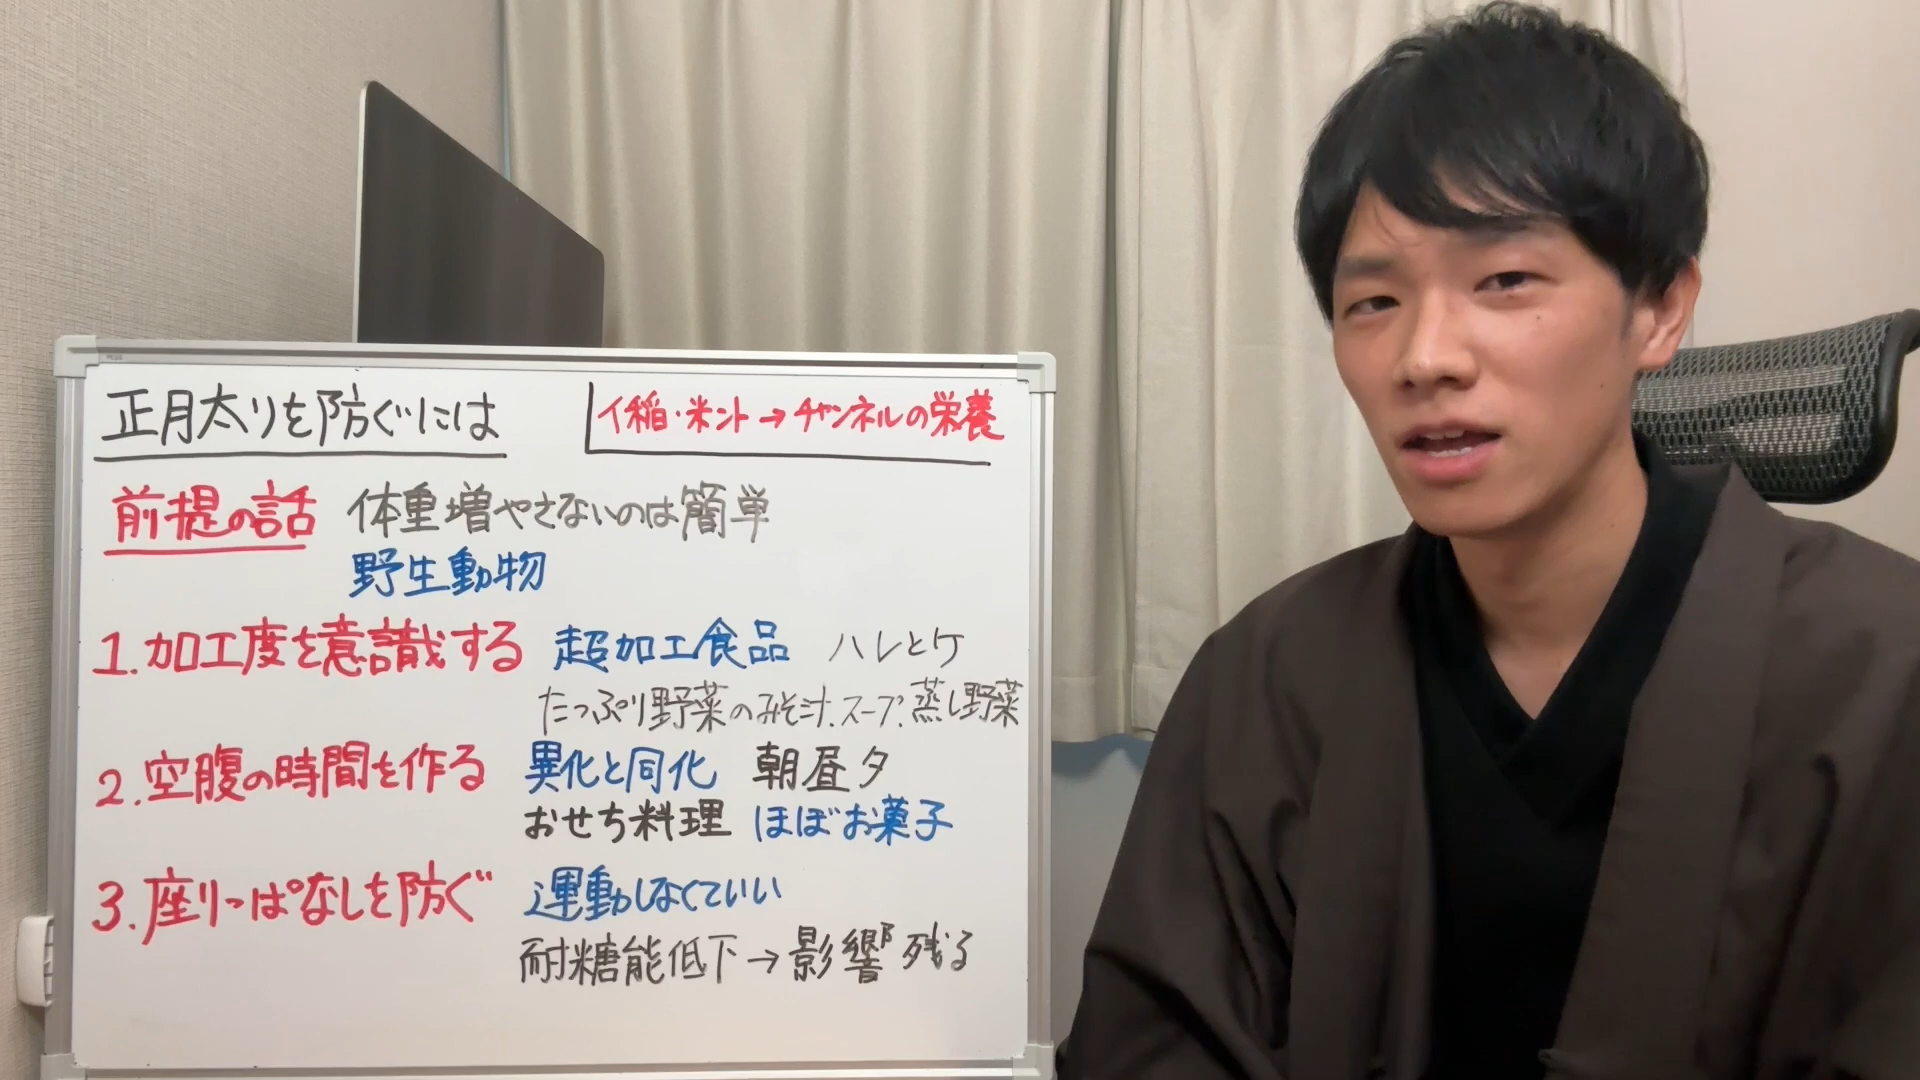 正月太りを防ぐには
イ稲・米ント→チャンネルの栄養
前提の話 体重増やさないのは簡単
野生動物
1.加工度を意識する 超加工食品 ハレとケ
たっぷり野菜のみそ汁.スープ.蒸し野菜
2.空腹の時間を作る 異化と同化 朝昼夕
おせち料理 ほぼお菓子
3.座りっぱなしを防ぐ 運動しなくていい
耐糖能低下→影響残る